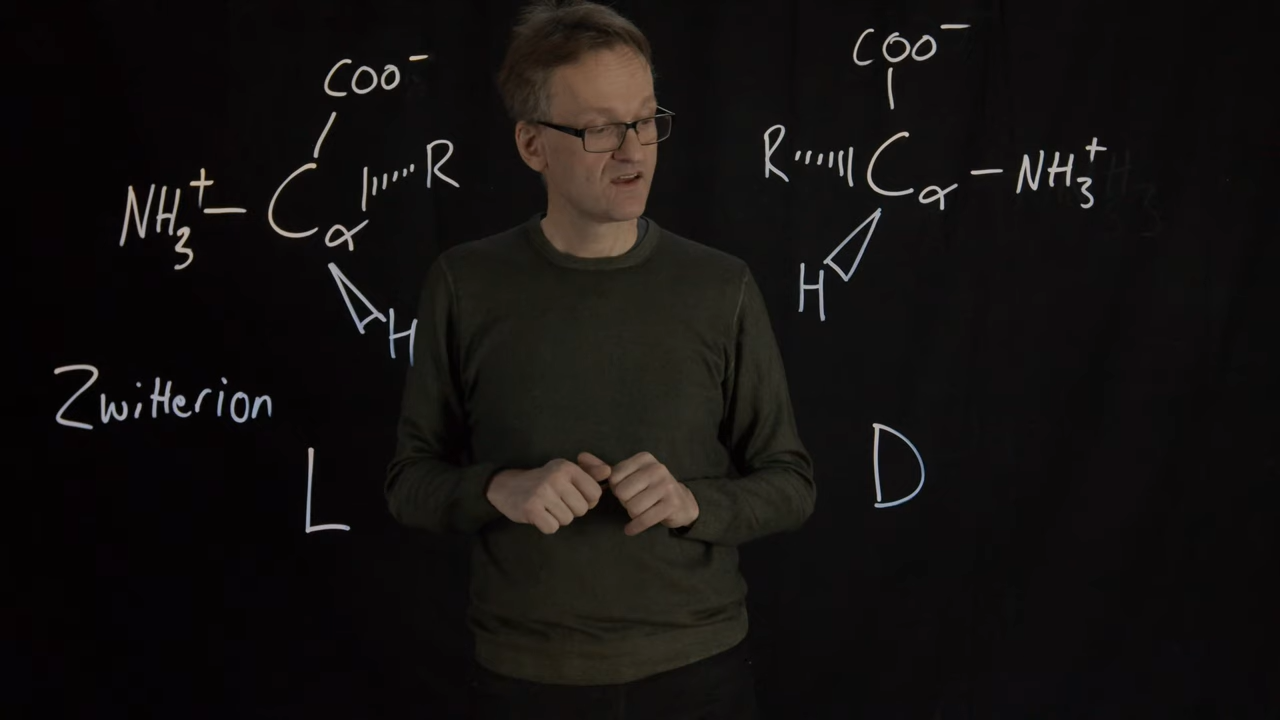 COO⁻
NH₃⁺ – Cα R
H
Zwitterion
L
COO⁻
R Cα – NH₃⁺
H
D